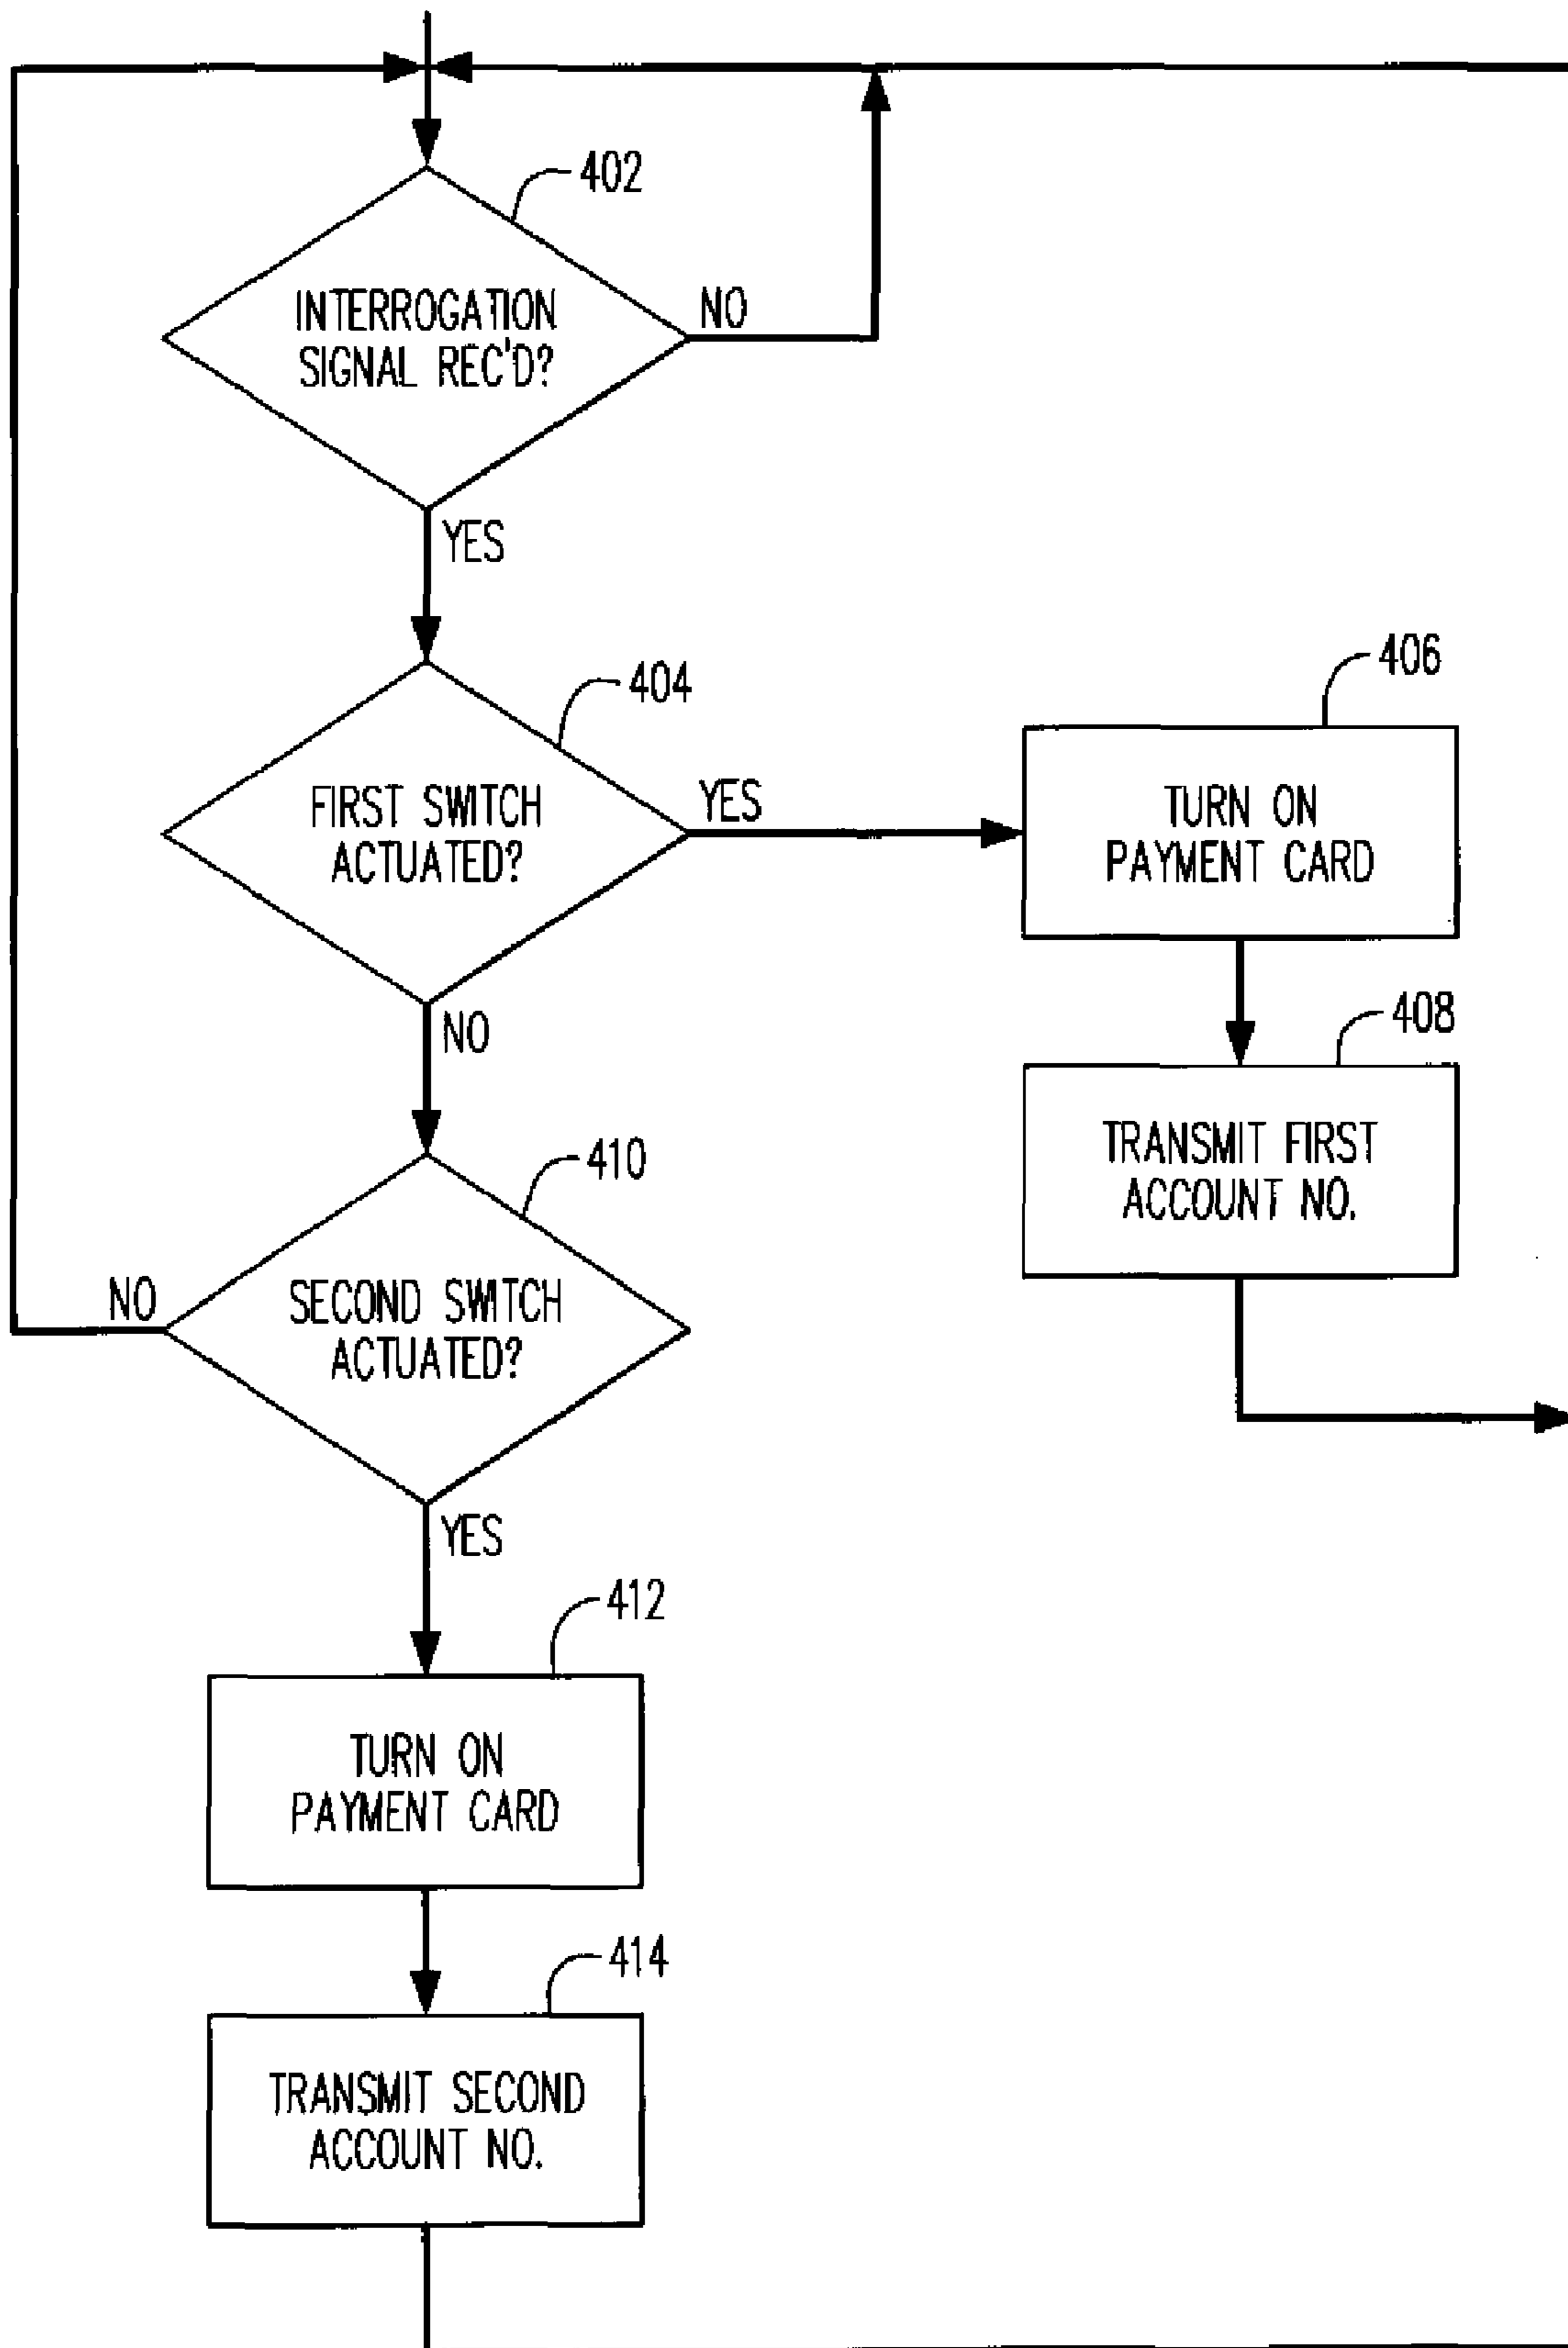 402
INTERROGATION
SIGNAL REC'D?
NO
YES
404
FIRST SWITCH
ACTUATED?
YES
NO
406
TURN ON
PAYMENT CARD
408
TRANSMIT FIRST
ACCOUNT NO.
410
SECOND SWITCH
ACTUATED?
NO
YES
412
TURN ON
PAYMENT CARD
414
TRANSMIT SECOND
ACCOUNT NO.